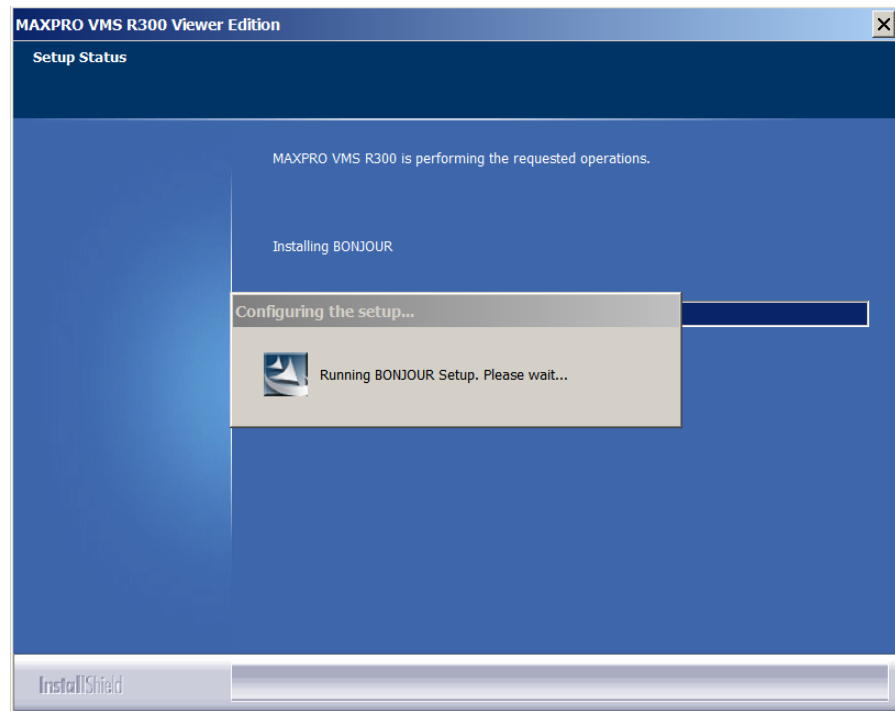 MAXPRO VMS R300 Viewer Edition
Setup Status
MAXPRO VMS R300 is performing the requested operations.
Installing BONJOUR
Configuring the setup...
Running BONJOUR Setup. Please wait...
InstallShield